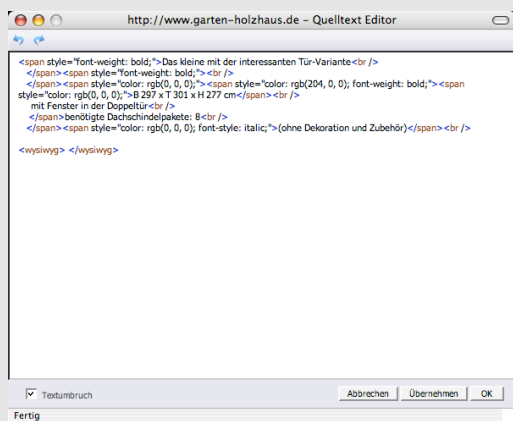 http://www.garten-holzhaus.de - Quelltext Editor
<span style="font-weight: bold;">Das kleine mit der interessanten Tür-Variante<br />
</span><span style="font-weight: bold;"><br />
</span><span style="color: rgb(0, 0, 0);"><span style="color: rgb(204, 0, 0); font-weight: bold;"><span
style="color: rgb(0, 0, 0);">B 297 x T 301 x H 277 cm</span><br />
mit Fenster in der Doppeltür<br />
</span>benötigte Dachschindelpakete: 8<br />
</span><span style="color: rgb(0, 0, 0); font-style: italic;">(ohne Dekoration und Zubehör)</span><br />
<wysiwyg> </wysiwyg>
Textumbruch Abbrechen Übernehmen OK
Fertig